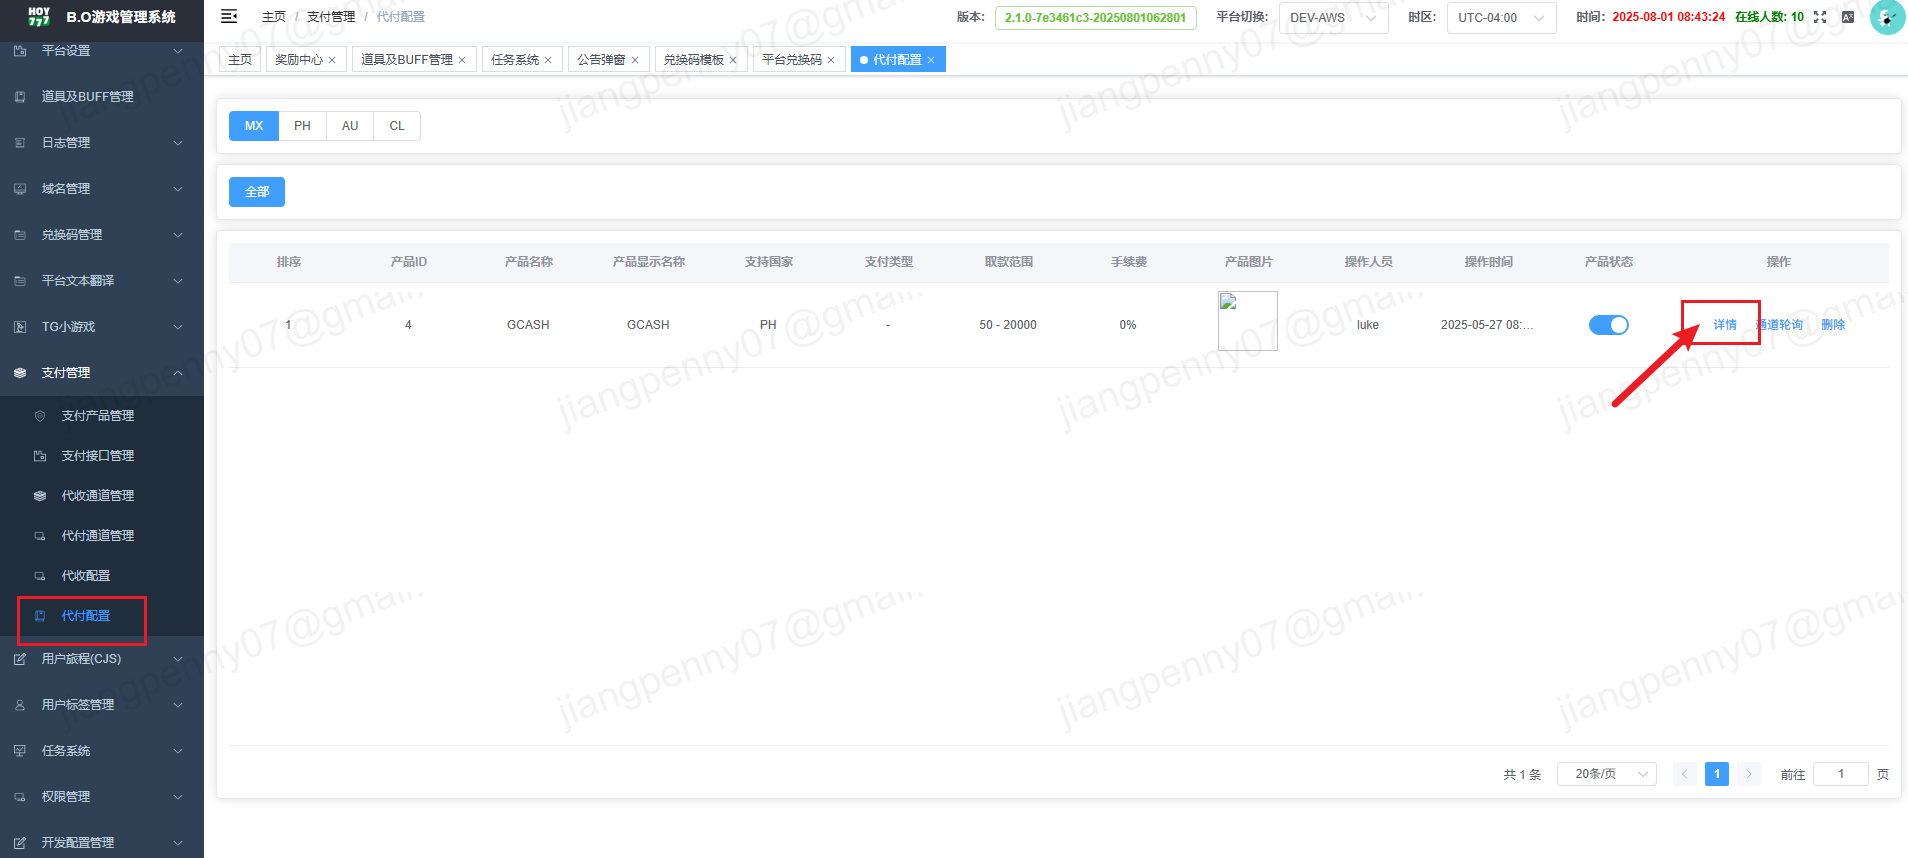 HOY
777
B.O游戏管理系统
主页 / 支付管理 / 代付配置
版本: 2.1.0-7e3461c3-20250801062801 平台切换: DEV-AWS 时区: UTC-04:00 时间: 2025-08-01 08:43:24 在线人数: 10
主页 奖励中心 × 道具及BUFF管理 × 任务系统 × 公告弹窗 × 兑换码模板 × 平台兑换码 × 代付配置 ×
平台设置
道具及BUFF管理
日志管理
域名管理
兑换码管理
平台文本翻译
TG小游戏
支付管理
支付产品管理
支付接口管理
代收通道管理
代付通道管理
代收配置
代付配置
用户旅程(CJS)
用户标签管理
任务系统
权限管理
开发配置管理
MX PH AU CL
全部
排序 产品ID 产品名称 产品显示名称 支持国家 支付类型 取款范围 手续费 产品图片 操作人员 操作时间 产品状态 操作
1 4 GCASH GCASH PH - 50 - 20000 0% luke 2025-05-27 08:... 详情 通道轮询 删除
共 1 条 20条/页 1 前往 1 页
jiangpenny07@gmail.